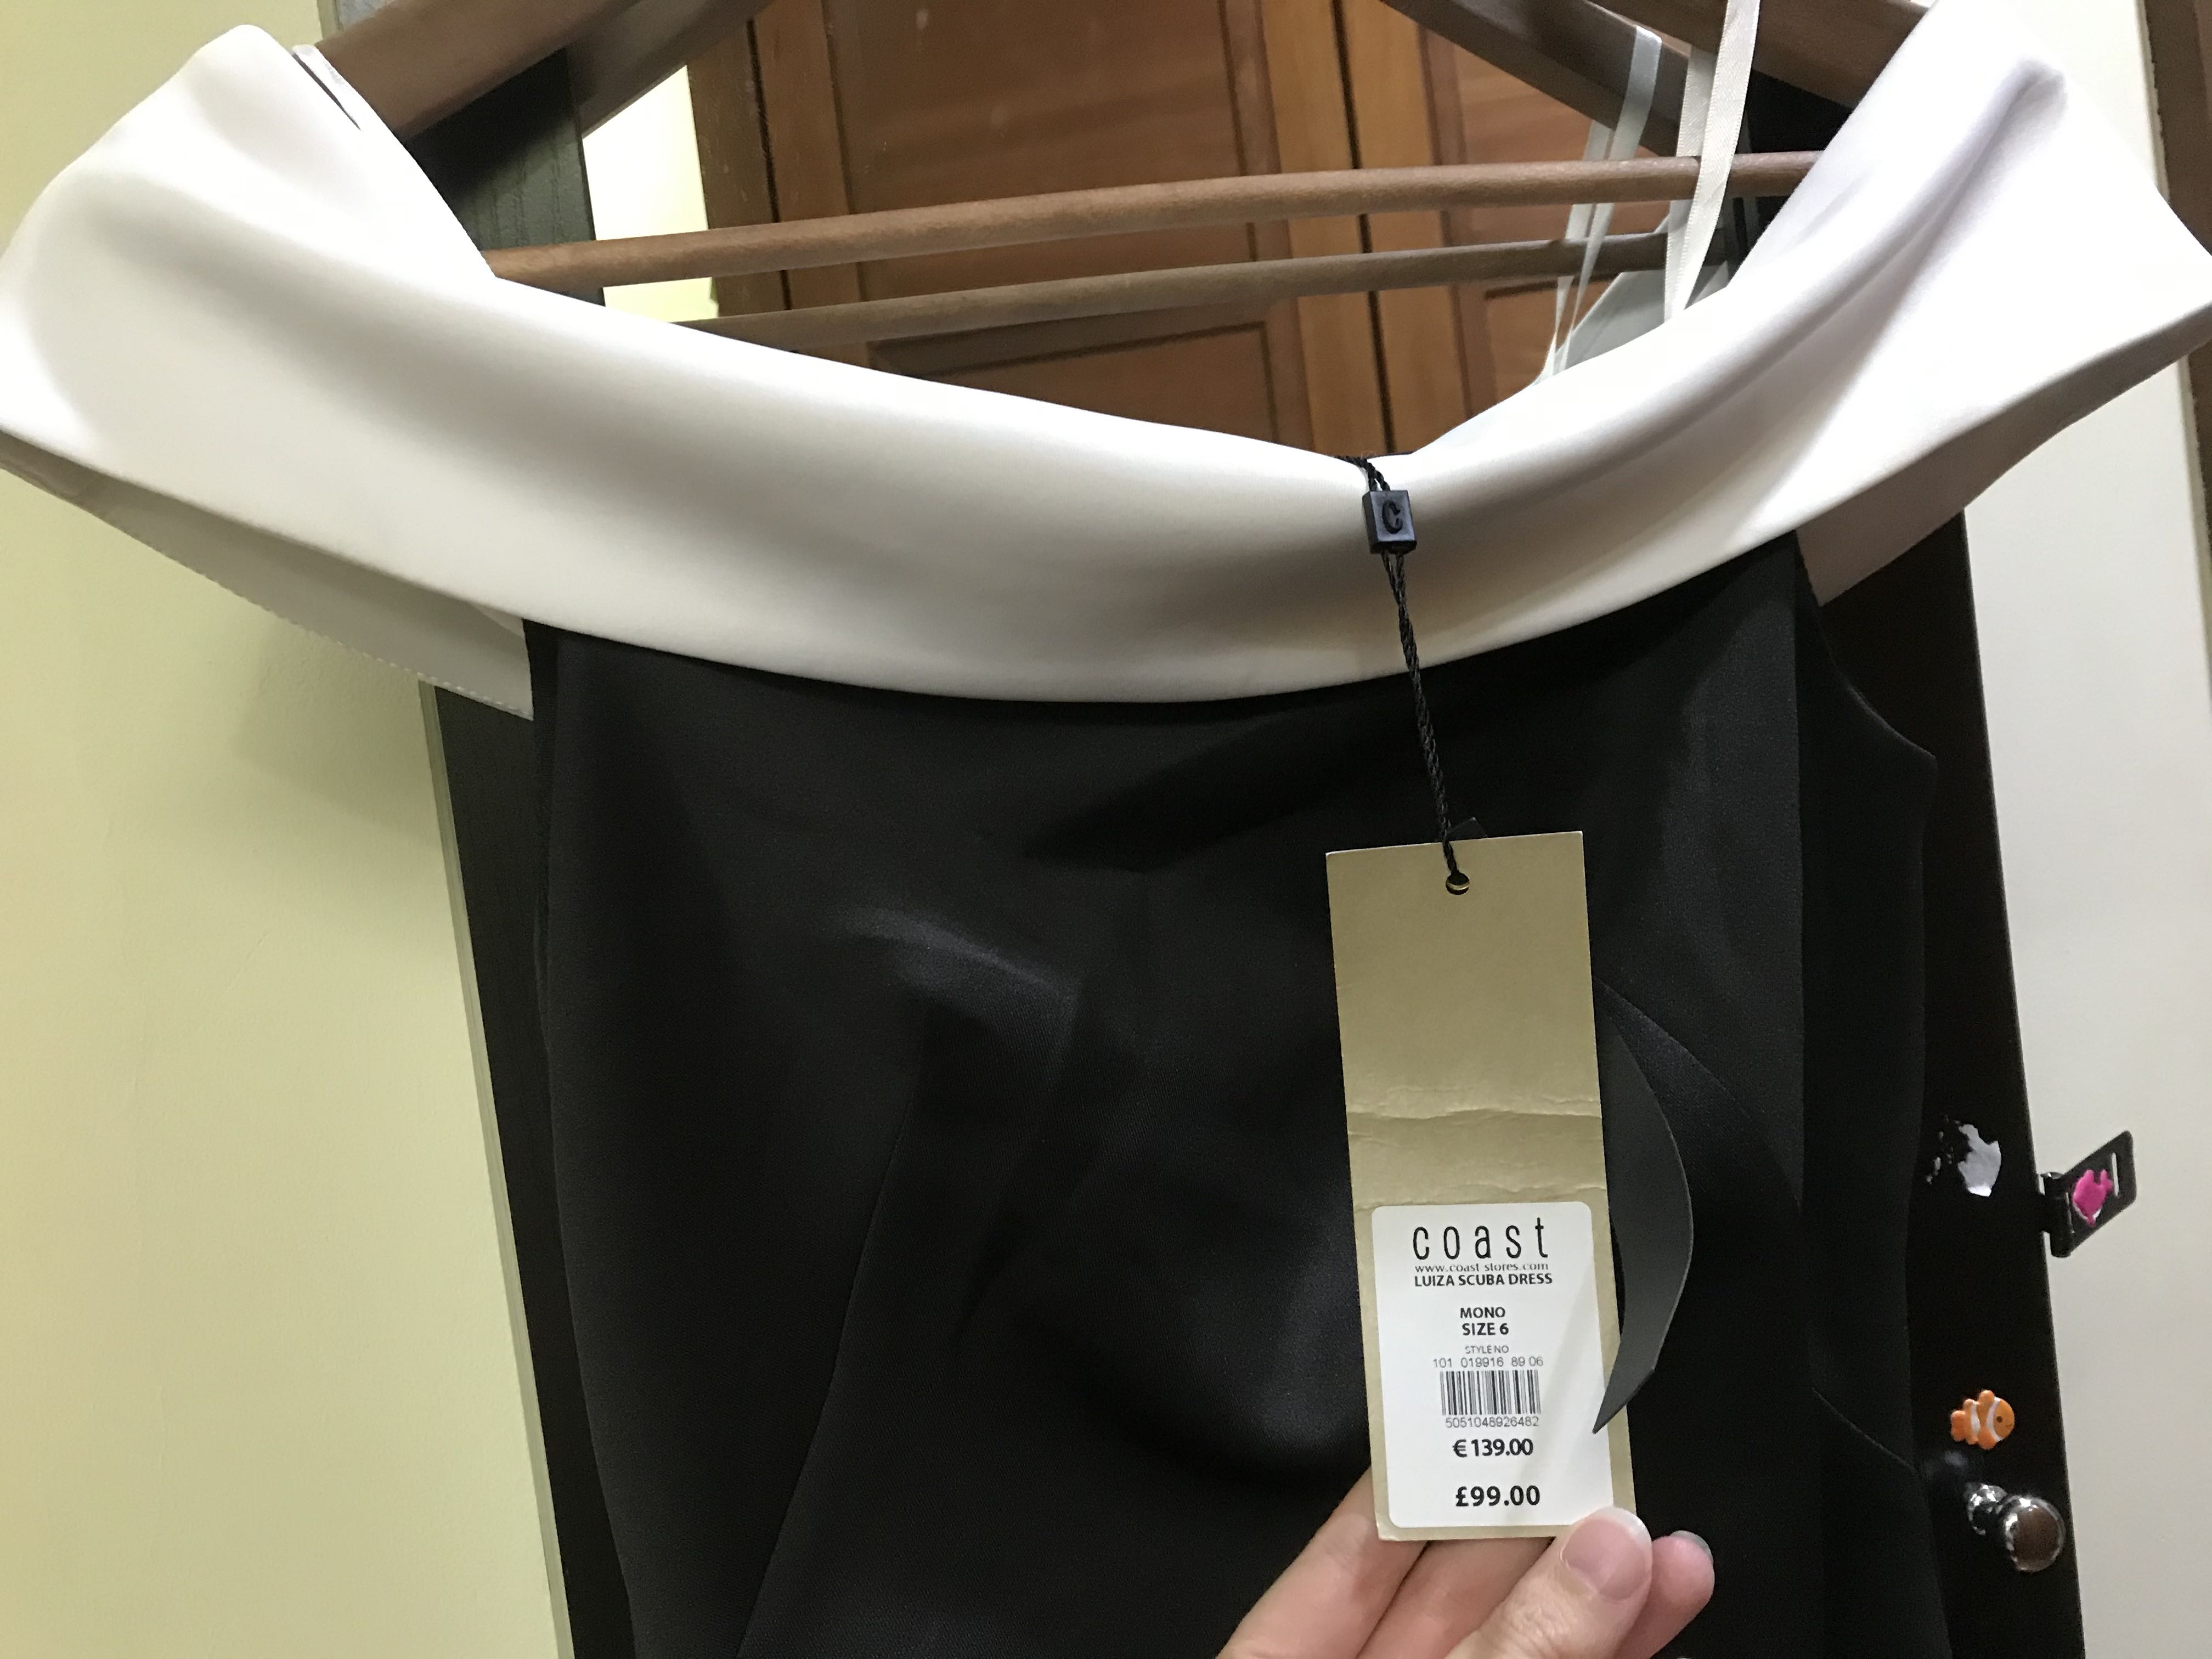 C
coast
www.coast stores.com
LUIZA SCUBA DRESS
MONO
SIZE 6
STYLE NO
101 019916 89 06
5051048926482
€139.00
£99.00